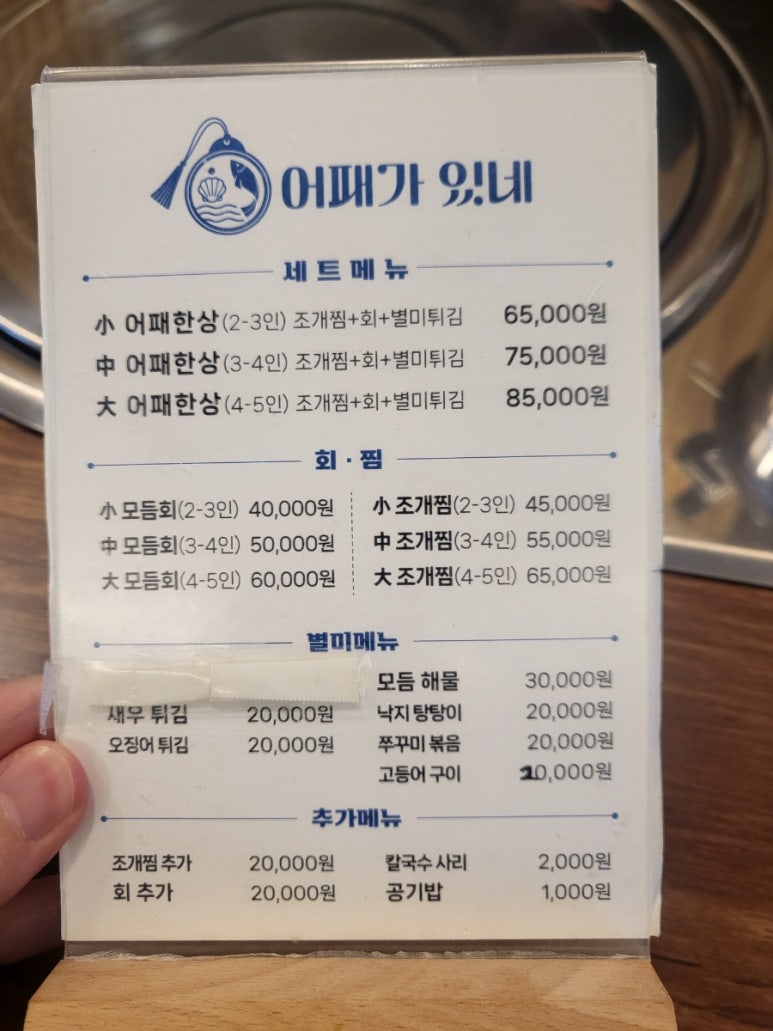 어패가 있네
세트메뉴
小 어패한상(2-3인) 조개찜+회+별미튀김 65,000원
中 어패한상(3-4인) 조개찜+회+별미튀김 75,000원
大 어패한상(4-5인) 조개찜+회+별미튀김 85,000원
회·찜
小 모듬회(2-3인) 40,000원
中 모듬회(3-4인) 50,000원
大 모듬회(4-5인) 60,000원
小 조개찜(2-3인) 45,000원
中 조개찜(3-4인) 55,000원
大 조개찜(4-5인) 65,000원
별미메뉴
새우 튀김 20,000원
오징어 튀김 20,000원
모듬 해물 30,000원
낙지 탕탕이 20,000원
쭈꾸미 볶음 20,000원
고등어 구이
추가메뉴
조개찜 추가 20,000원
회 추가 20,000원
칼국수 사리 2,000원
공기밥 1,000원